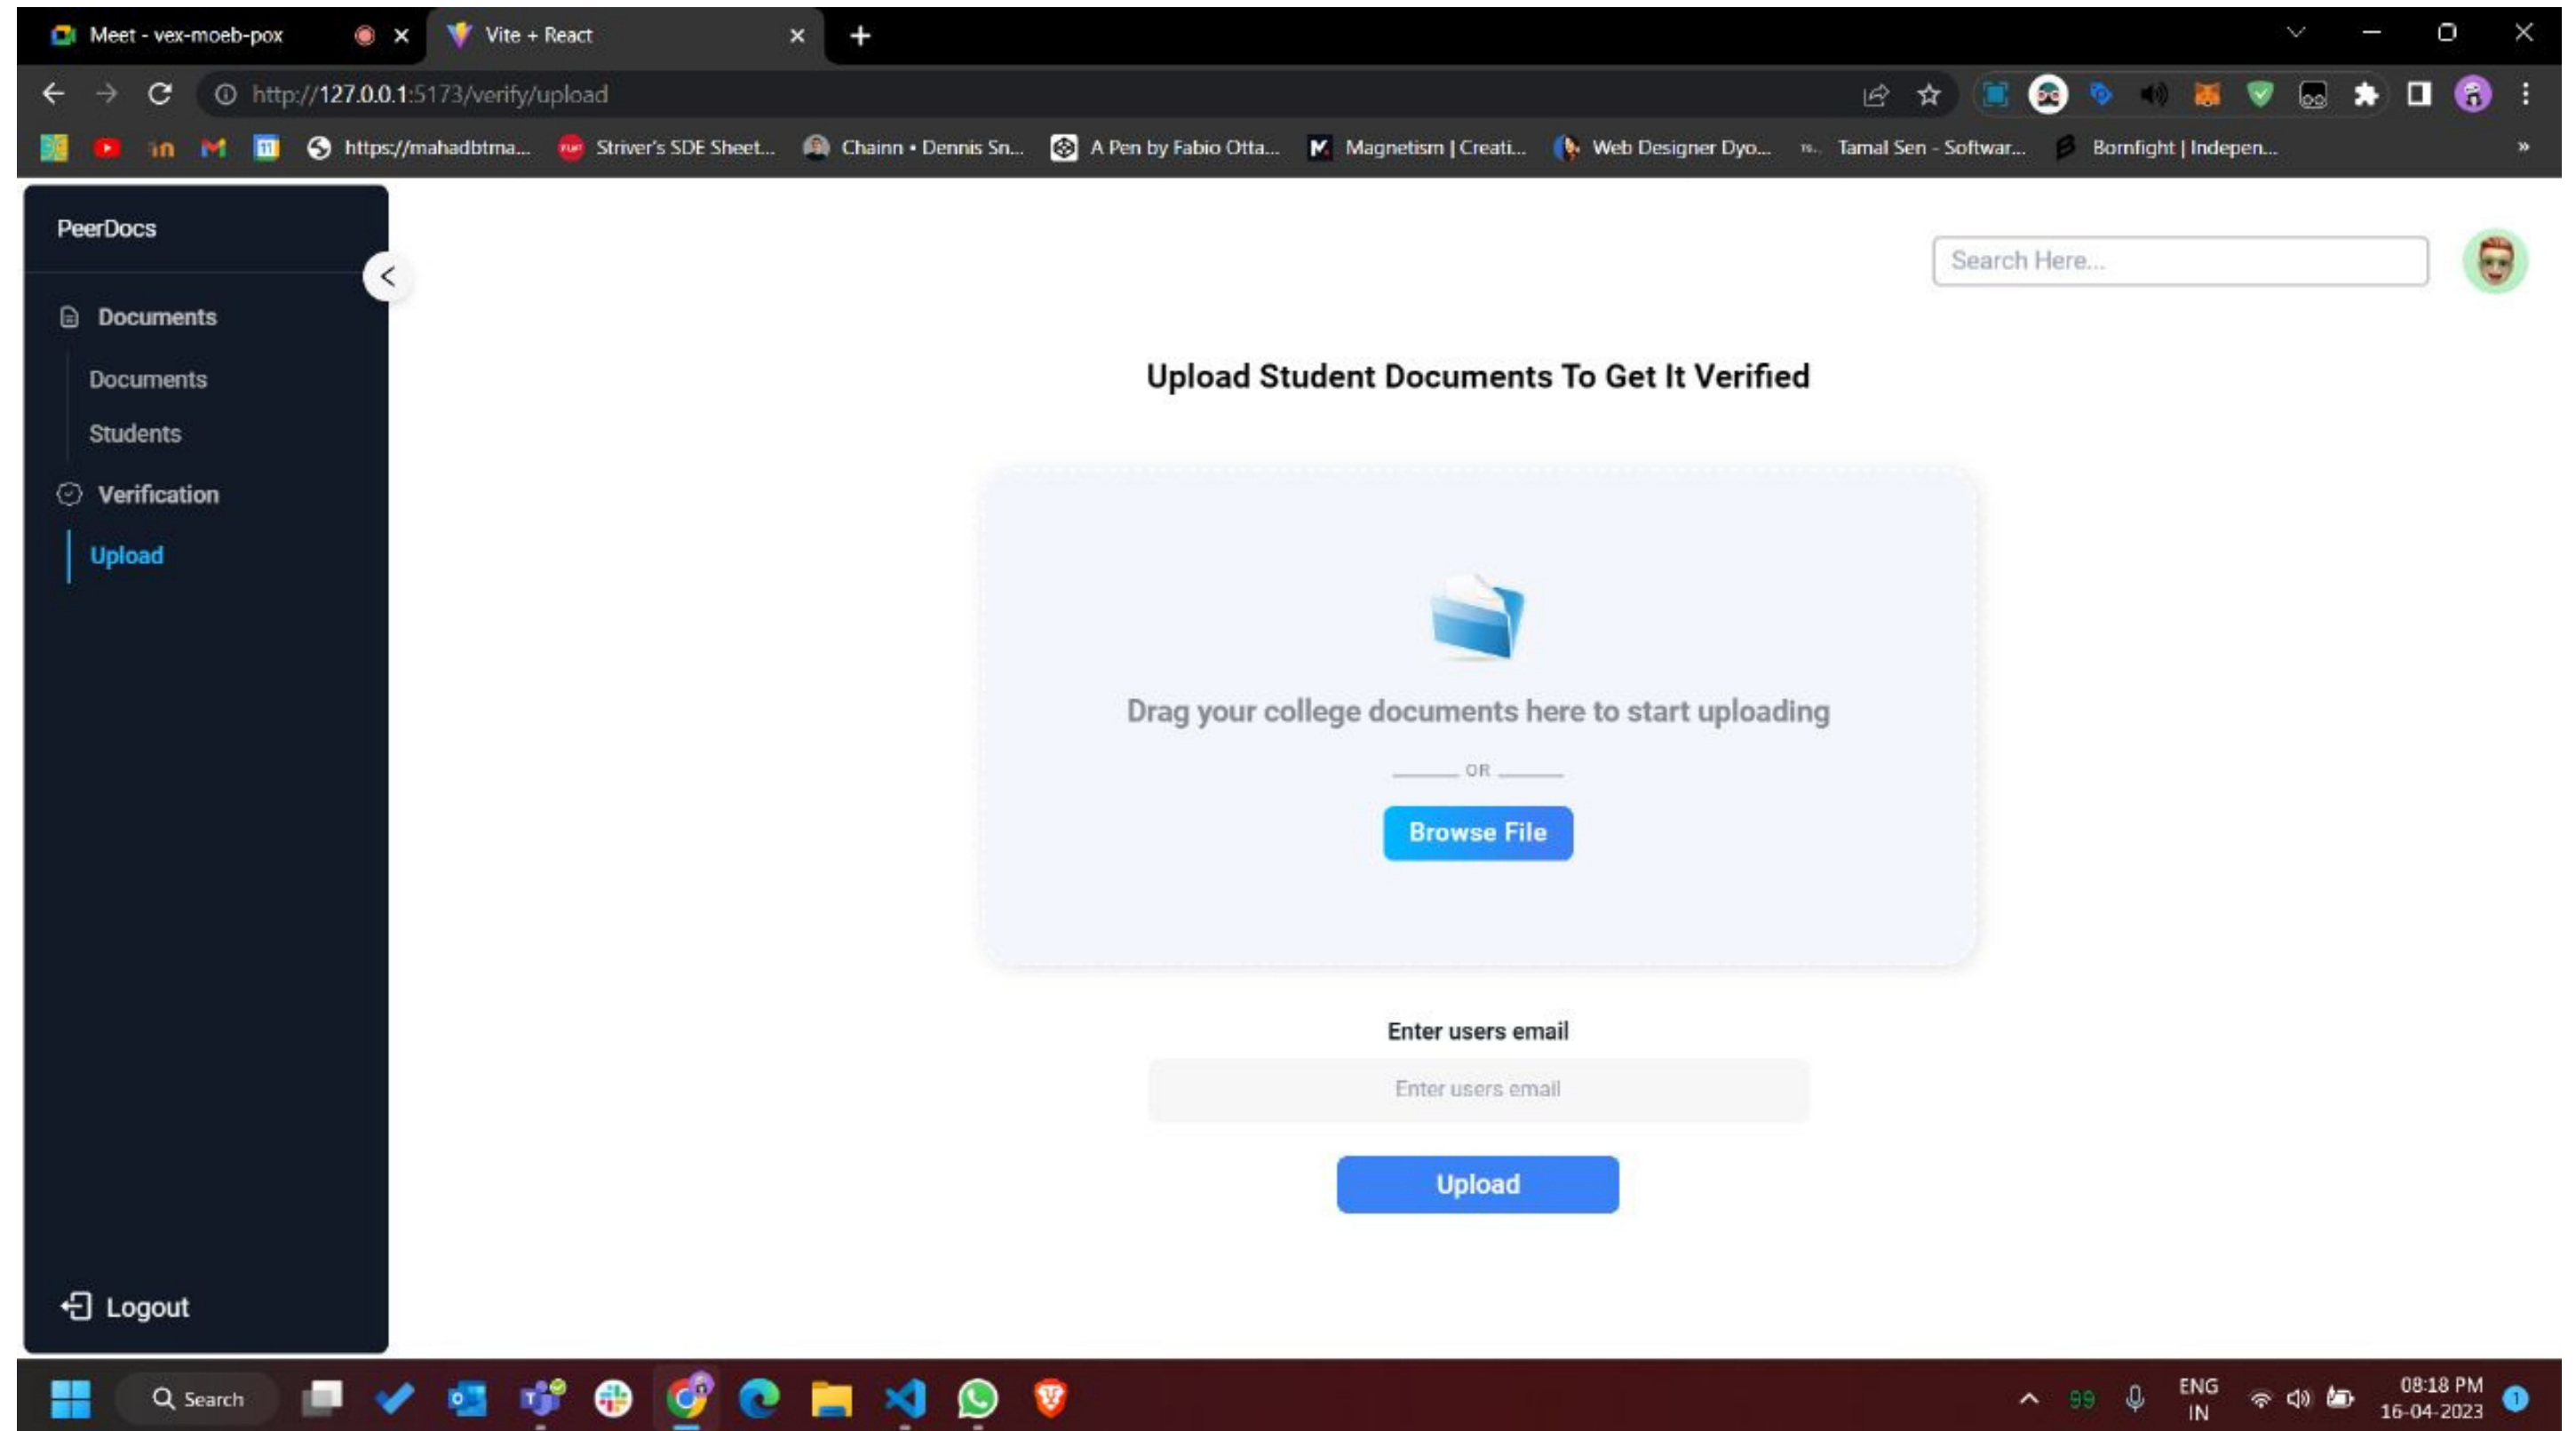 Meet - vex-moeb-pox
Vite + React
http://127.0.0.1:5173/verify/upload
https://mahadbtma...
Striver's SDE Sheet...
Chainn • Dennis Sn...
A Pen by Fabio Otta...
Magnetism | Creati...
Web Designer Dyo...
Tamal Sen - Softwar...
Bornfight | Indepen...
PeerDocs
Search Here...
Documents
Documents
Students
Verification
Upload
Logout
Upload Student Documents To Get It Verified
Drag your college documents here to start uploading
OR
Browse File
Enter users email
Enter users email
Upload
Search
99
ENG
IN
08:18 PM
16-04-2023
1